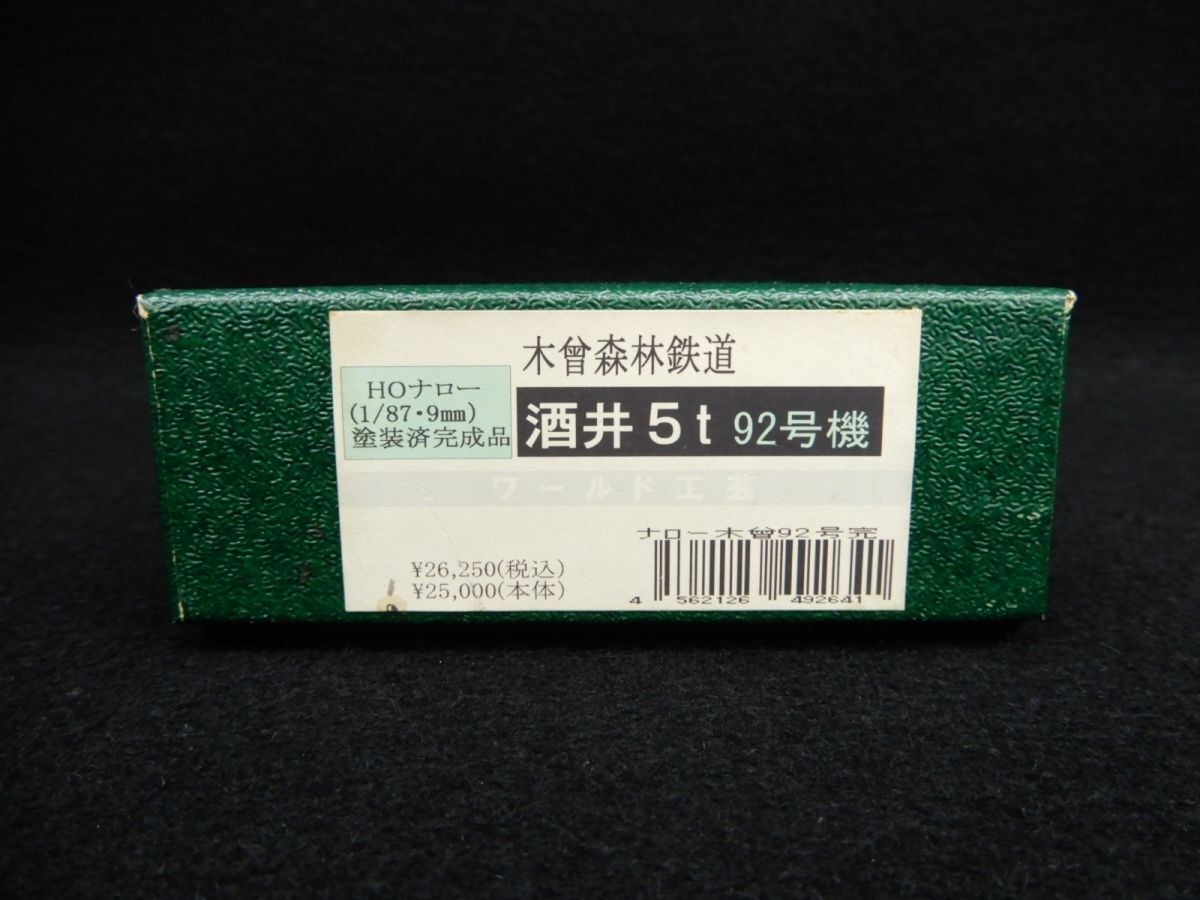 木曾森林鉄道
HOナロー
(1/87・9mm)
塗装済完成品
酒井5t 92号機
ワールド工芸
ナロー木曾92号完
¥26,250(税込)
¥25,000(本体)
4 562126 492641